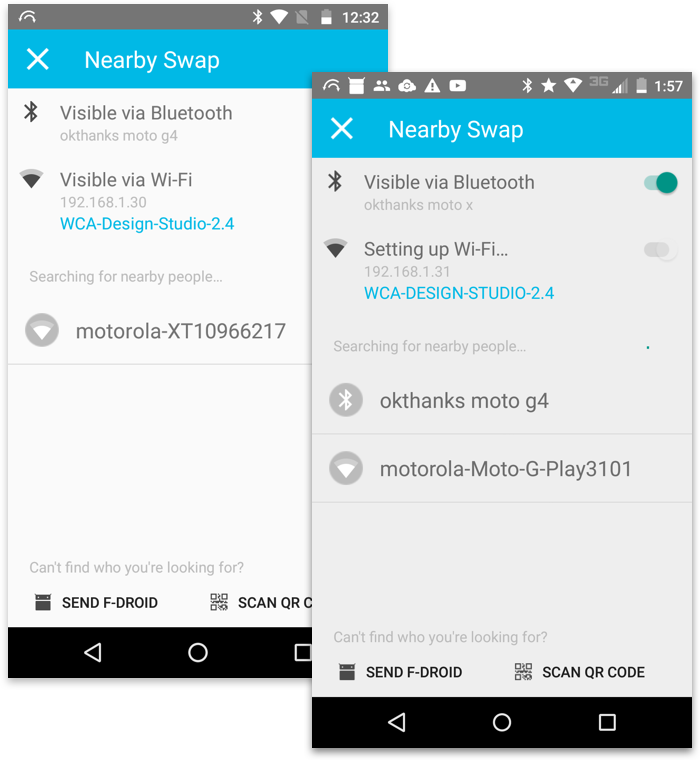 12:32
Nearby Swap
Visible via Bluetooth
okthanks moto g4
Visible via Wi-Fi
192.168.1.30
WCA-Design-Studio-2.4
Searching for nearby people...
motorola-XT10966217
Can't find who you're looking for?
SEND F-DROID
SCAN QR C
3G
1:57
Nearby Swap
Visible via Bluetooth
okthanks moto x
Setting up Wi-Fi...
192.168.1.31
WCA-DESIGN-STUDIO-2.4
Searching for nearby people...
okthanks moto g4
motorola-Moto-G-Play3101
Can't find who you're looking for?
SEND F-DROID
SCAN QR CODE